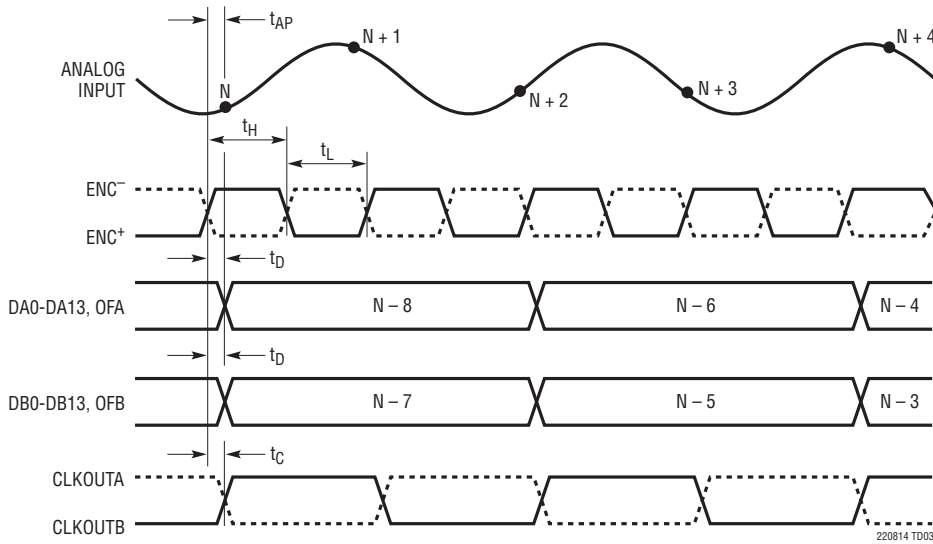 tAP
N + 1
N + 4
ANALOG
INPUT
N
N + 2
N + 3
tH
tL
ENC–
ENC+
tD
DA0-DA13, OFA
N – 8
N – 6
N – 4
tD
DB0-DB13, OFB
N – 7
N – 5
N – 3
tC
CLKOUTA
CLKOUTB
220814 TD03